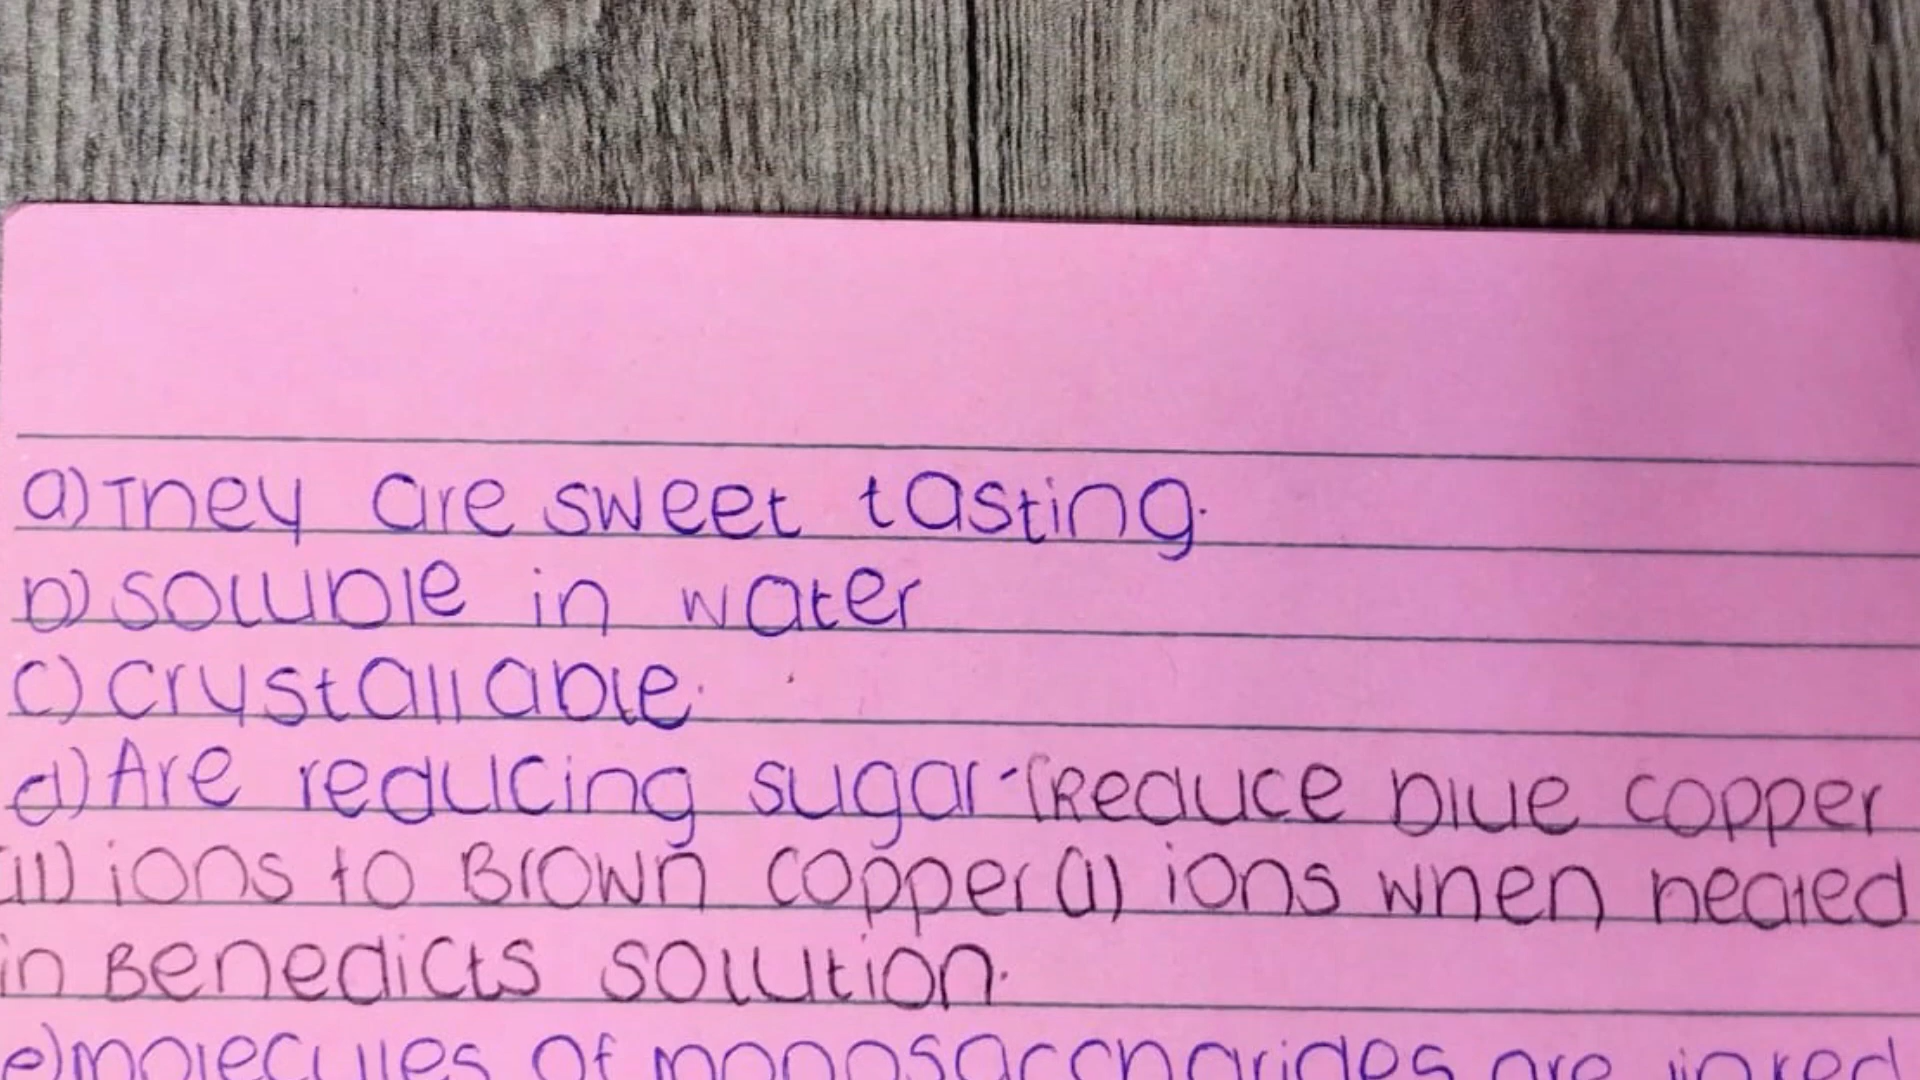 a) They are sweet tasting.
b) soluble in water
c) crystallable.
d) Are reducing sugar-(Reduce blue copper
(II) ions to Brown copper (I) ions when heated
in Benedicts solution.
e) molecules of monosaccharides are linked